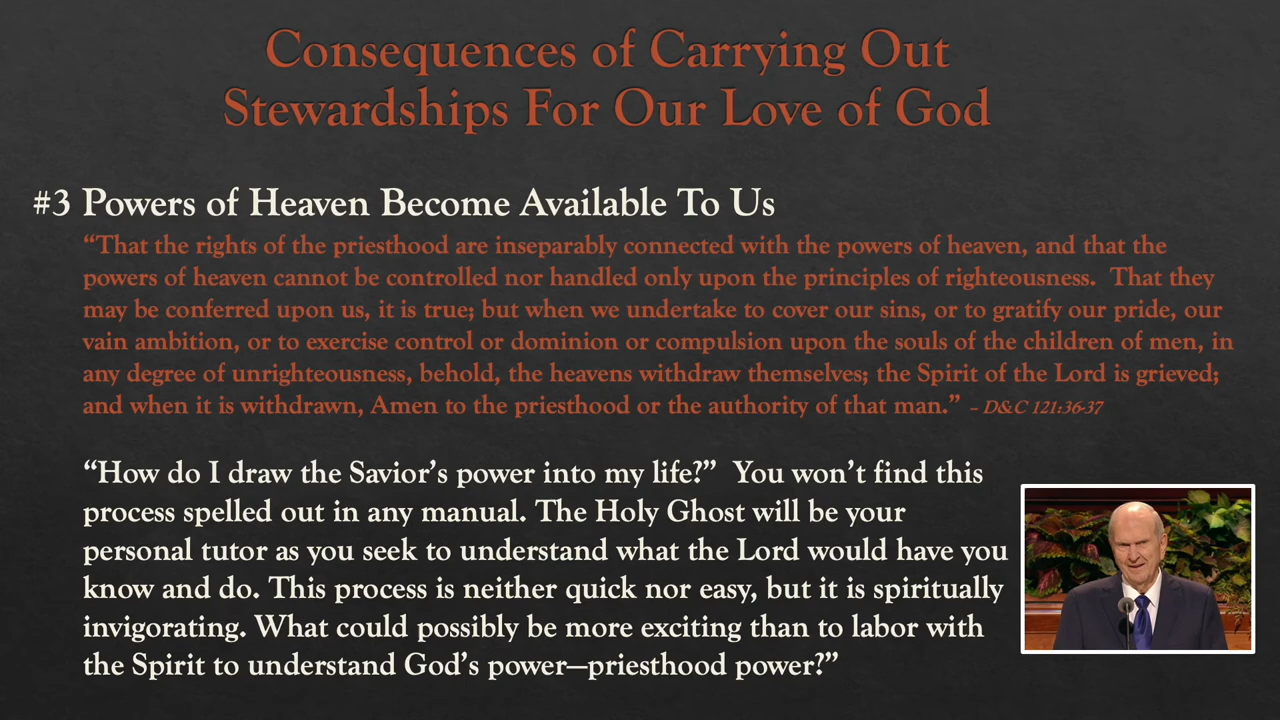 Consequences of Carrying Out
Stewardships For Our Love of God
#3 Powers of Heaven Become Available To Us
“That the rights of the priesthood are inseparably connected with the powers of heaven, and that the
powers of heaven cannot be controlled nor handled only upon the principles of righteousness.  That they
may be conferred upon us, it is true; but when we undertake to cover our sins, or to gratify our pride, our
vain ambition, or to exercise control or dominion or compulsion upon the souls of the children of men, in
any degree of unrighteousness, behold, the heavens withdraw themselves; the Spirit of the Lord is grieved;
and when it is withdrawn, Amen to the priesthood or the authority of that man.” – D&C 121:36-37
“How do I draw the Savior’s power into my life?”  You won’t find this
process spelled out in any manual. The Holy Ghost will be your
personal tutor as you seek to understand what the Lord would have you
know and do. This process is neither quick nor easy, but it is spiritually
invigorating. What could possibly be more exciting than to labor with
the Spirit to understand God’s power—priesthood power?”